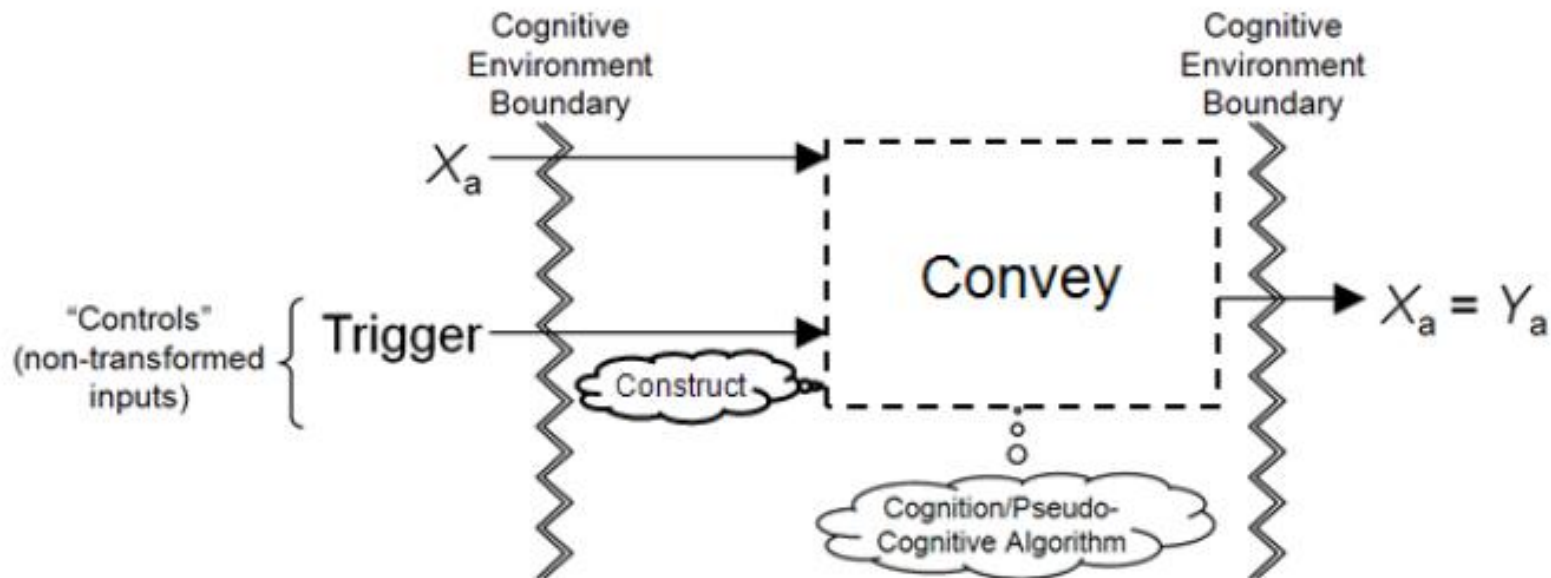 Cognitive
Environment
Boundary
Cognitive
Environment
Boundary
Xa
Convey
"Controls"
(non-transformed
inputs)
Trigger
Xa = Ya
Construct
Cognition/Pseudo-
Cognitive Algorithm